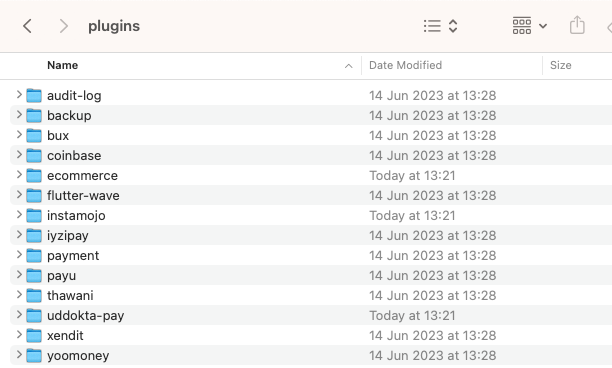 plugins
Name Date Modified Size
audit-log 14 Jun 2023 at 13:28
backup 14 Jun 2023 at 13:28
bux 14 Jun 2023 at 13:28
coinbase 14 Jun 2023 at 13:28
ecommerce Today at 13:21
flutter-wave 14 Jun 2023 at 13:28
instamojo Today at 13:21
iyzipay 14 Jun 2023 at 13:28
payment 14 Jun 2023 at 13:28
payu 14 Jun 2023 at 13:28
thawani 14 Jun 2023 at 13:28
uddokta-pay Today at 13:21
xendit 14 Jun 2023 at 13:28
yoomoney 14 Jun 2023 at 13:28